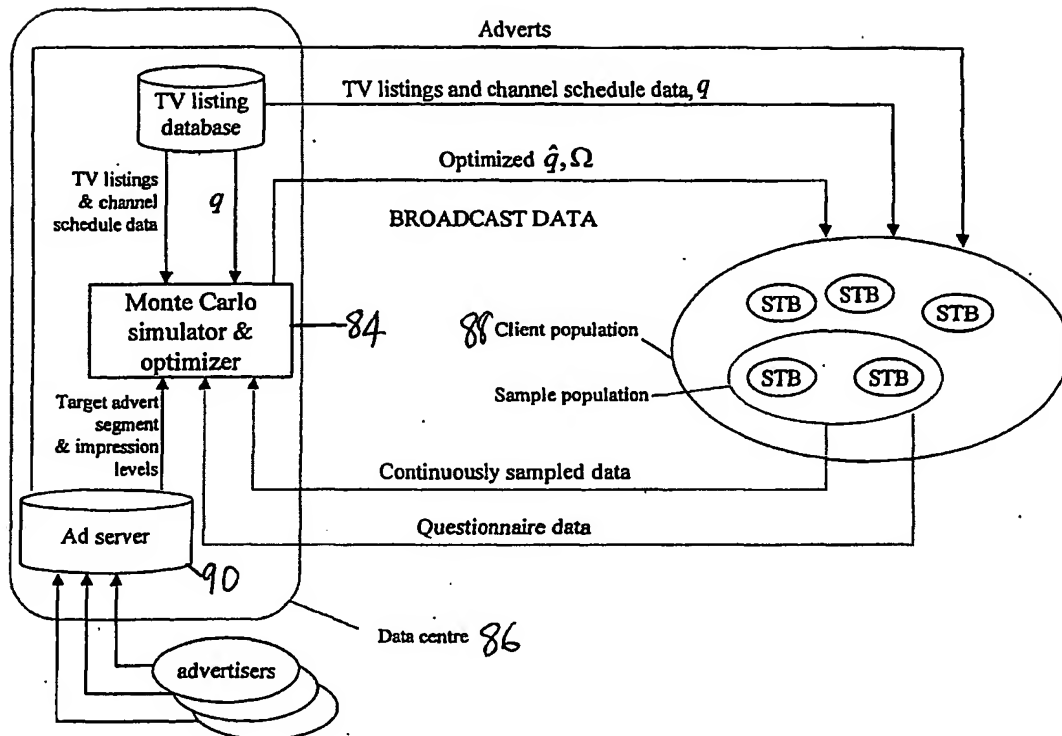 Adverts
TV listing
database
TV listings and channel schedule data, q
TV listings
& channel
schedule data
q
Optimized q̂, Ω
BROADCAST DATA
Monte Carlo
simulator &
optimizer
84
88 Client population
STB
STB
STB
Sample population
STB
STB
Target advert
segment
& impression
levels
Continuously sampled data
Questionnaire data
Ad server
90
Data centre 86
advertisers